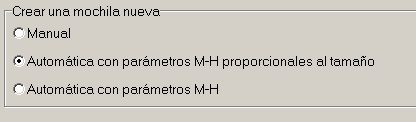 Crear una mochila nueva
Manual
Automática con parámetros M-H proporcionales al tamaño
Automática con parámetros M-H